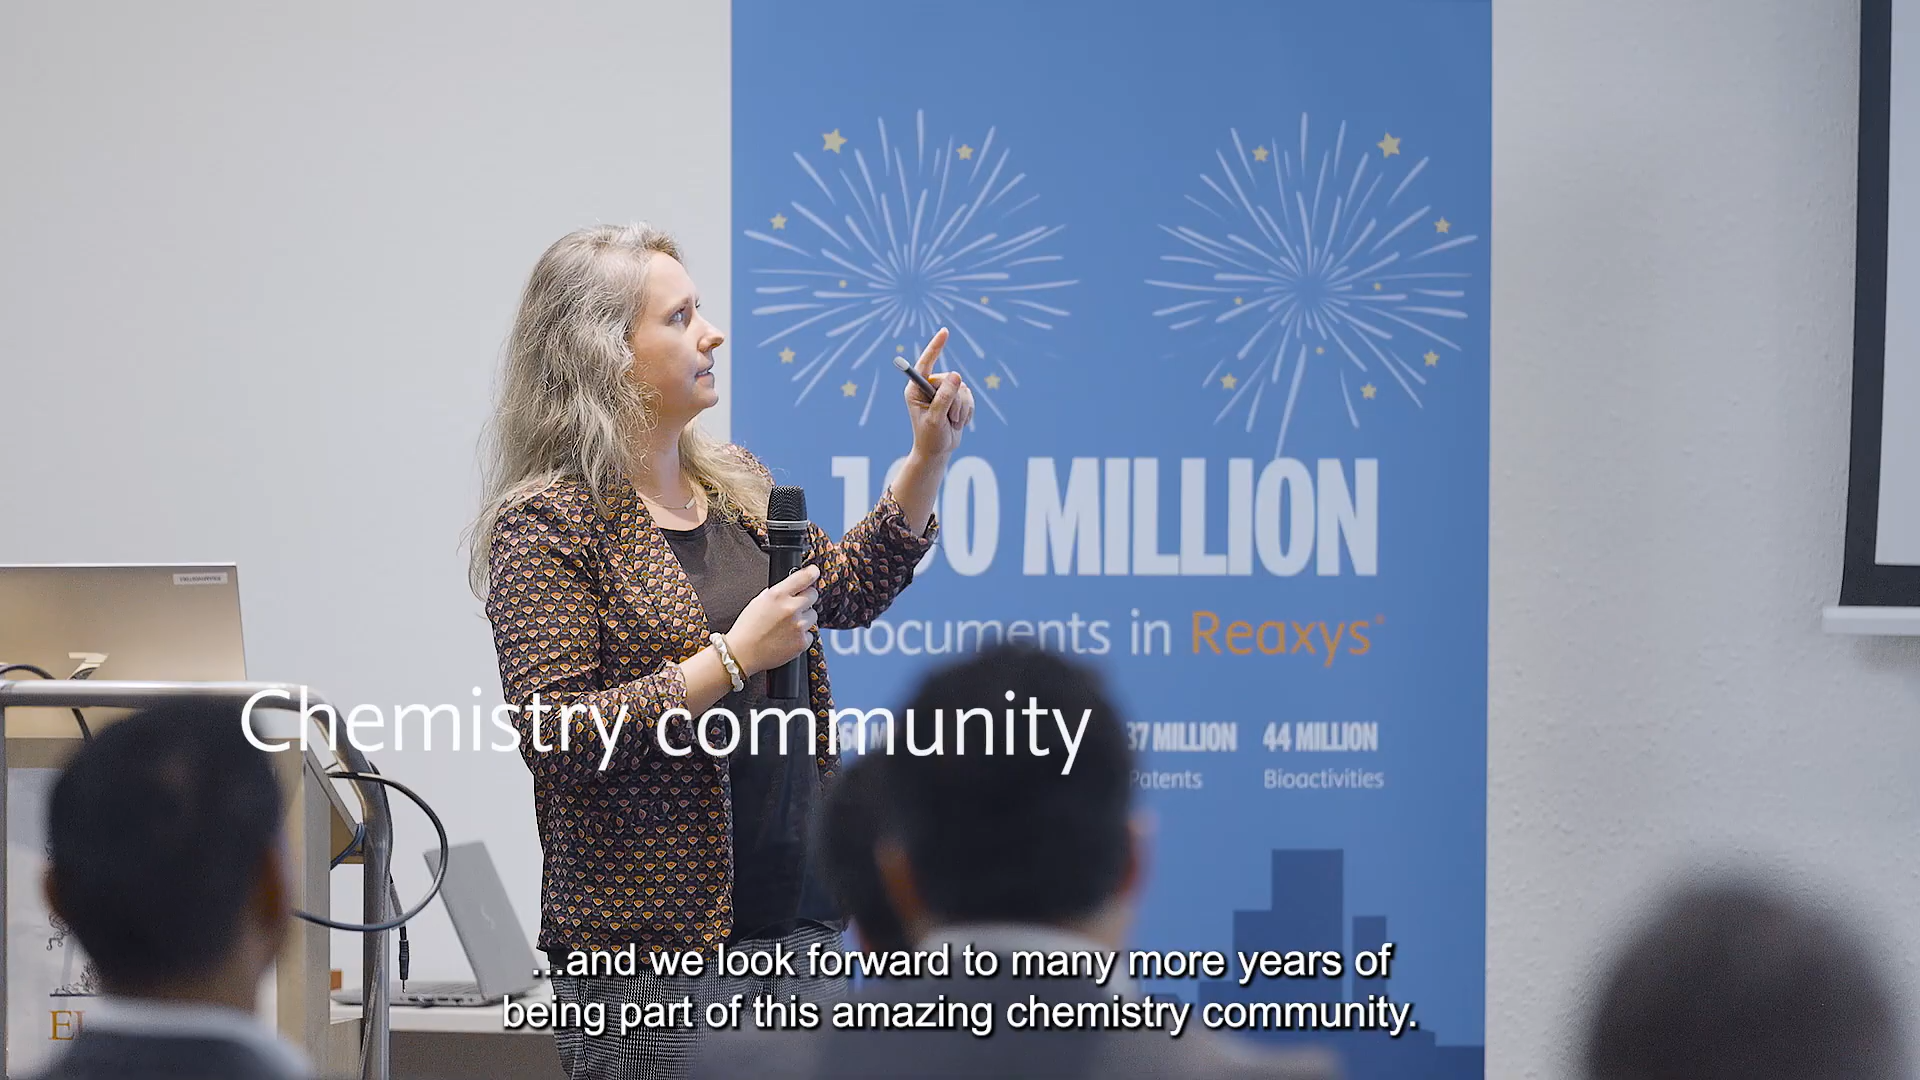 MILLION
documents in Reaxys®
Chemistry community
37 MILLION 44 MILLION
Patents Bioactivities
...and we look forward to many more years of
being part of this amazing chemistry community.